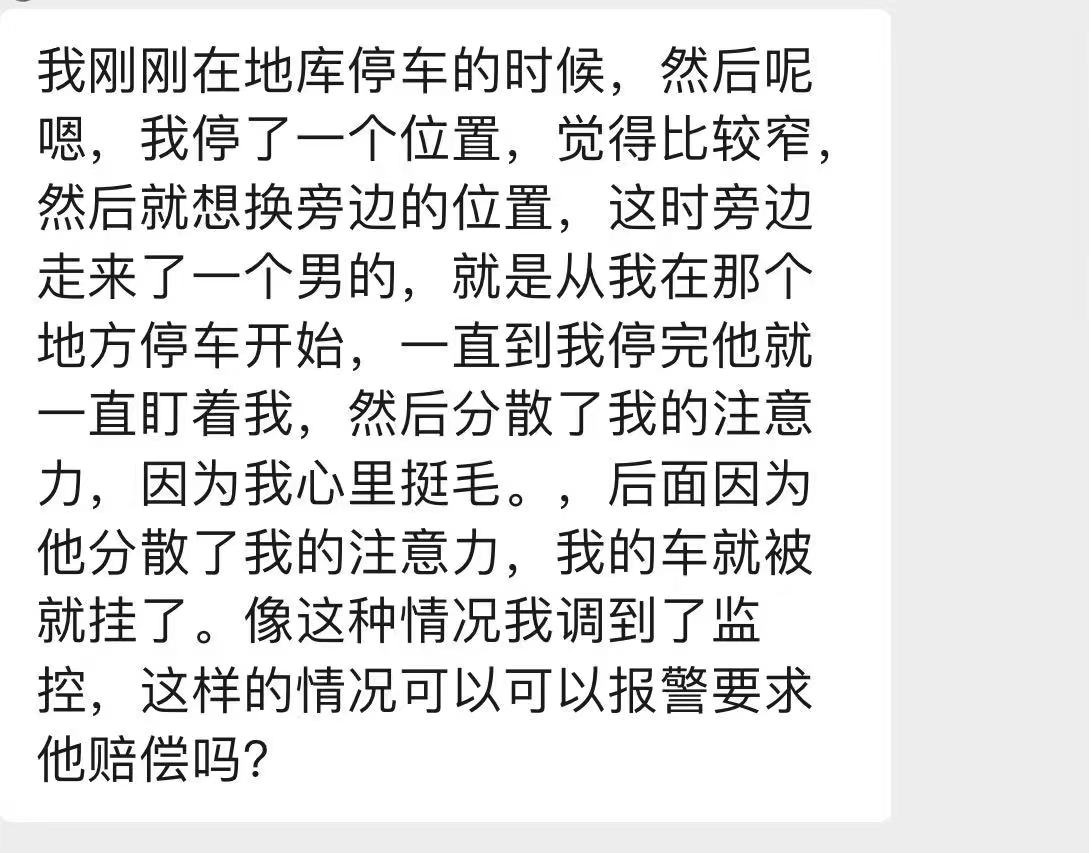 我刚刚在地库停车的时候，然后呢
嗯，我停了一个位置，觉得比较窄，
然后就想换旁边的位置，这时旁边
走来了一个男的，就是从我在那个
地方停车开始，一直到我停完他就
一直盯着我，然后分散了我的注意
力，因为我心里挺毛。，后面因为
他分散了我的注意力，我的车就被
就挂了。像这种情况我调到了监
控，这样的情况可以可以报警要求
他赔偿吗？